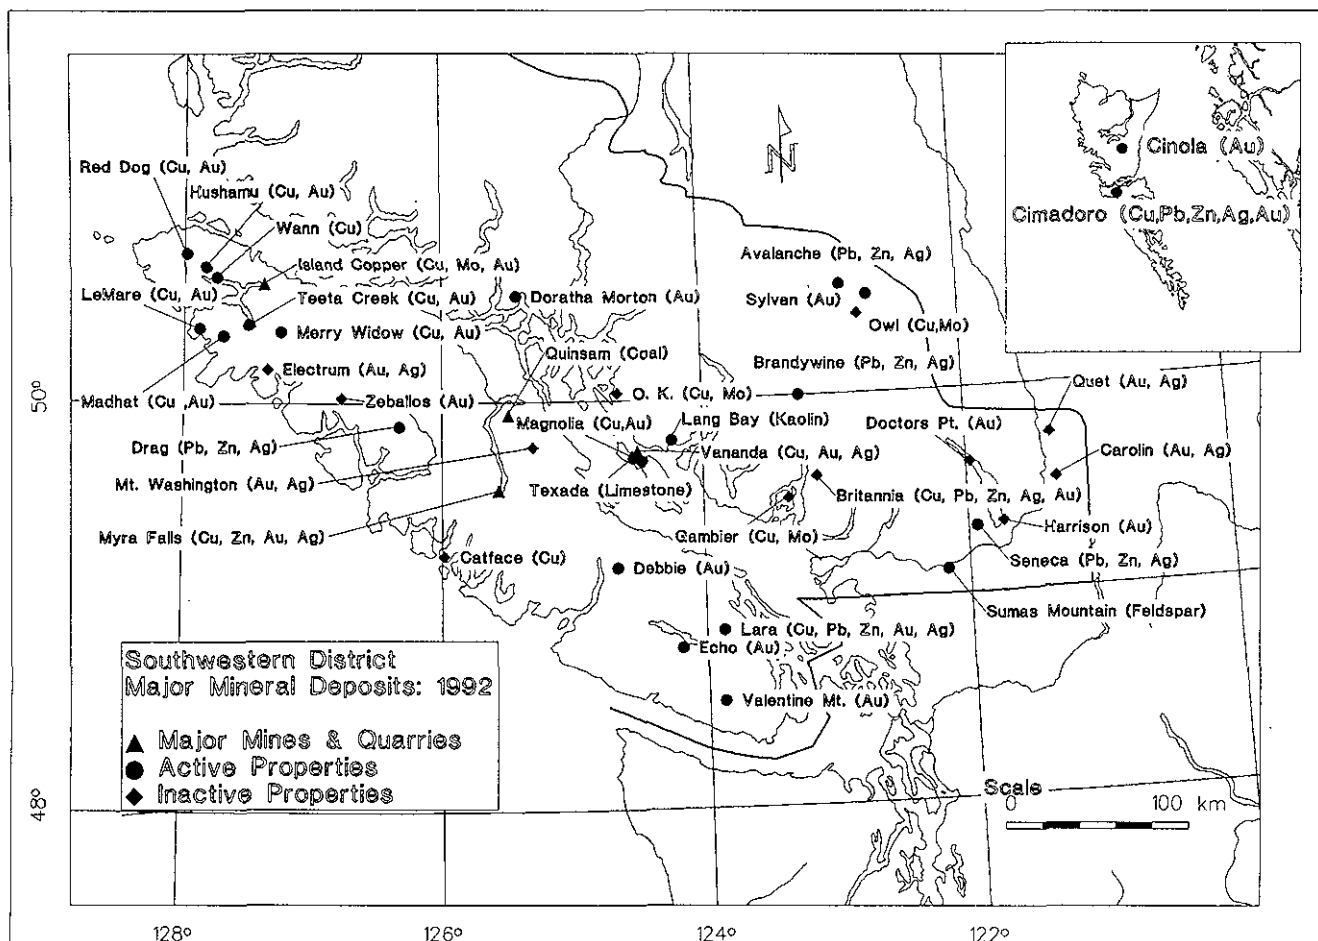 Cinola (Au)
Cimadoro (Cu,Pb,Zn,Ag,Au)
N
Red Dog (Cu, Au)
Hushamu (Cu, Au)
Wann (Cu)
Island Copper (Cu, Mo, Au)
LeMare (Cu, Au)
Teeta Creek (Cu, Au)
Merry Widow (Cu, Au)
Doratha Morton (Au)
Avalanche (Pb, Zn, Ag)
Sylvan (Au)
Owl (Cu,Mo)
Quinsam (Coal)
Brandywine (Pb, Zn, Ag)
Electrum (Au, Ag)
Quet (Au, Ag)
50°
Madhat (Cu ,Au)
Zeballos (Au)
O. K. (Cu, Mo)
Magnolia (Cu,Au)
Lang Bay (Kaolin)
Doctors Pt. (Au)
Drag (Pb, Zn, Ag)
Vananda (Cu, Au, Ag)
Carolin (Au, Ag)
Mt. Washington (Au, Ag)
Texada (Limestone)
Britannia (Cu, Pb, Zn, Ag, Au)
Myra Falls (Cu, Zn, Au, Ag)
Gambier (Cu, Mo)
Harrison (Au)
Catface (Cu)
Debbie (Au)
Seneca (Pb, Zn, Ag)
Sumas Mountain (Feldspar)
Lara (Cu, Pb, Zn, Au, Ag)
Echo (Au)
Valentine Mt. (Au)
Southwestern District
Major Mineral Deposits: 1992
Major Mines & Quarries
Active Properties
Inactive Properties
48°
Scale
0 100 km
128° 126° 124° 122°